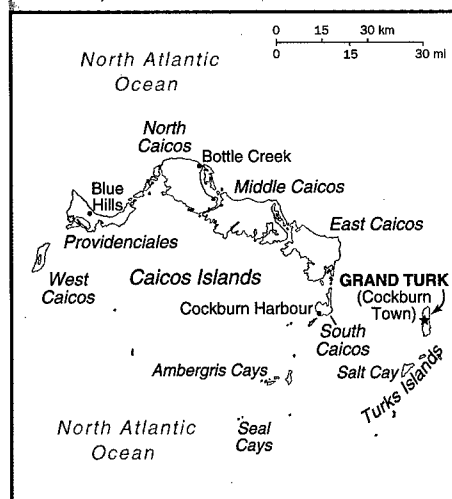 0 15 30 km
0 15 30 mi
North Atlantic
Ocean
North
Caicos
Bottle Creek
Blue
Hills
Middle Caicos
Providenciales
East Caicos
West
Caicos
Caicos Islands
GRAND TURK
(Cockburn
Town)
Cockburn Harbour
South
Caicos
Ambergris Cays
Salt Cay
Turks Islands
North Atlantic
Ocean
Seal
Cays